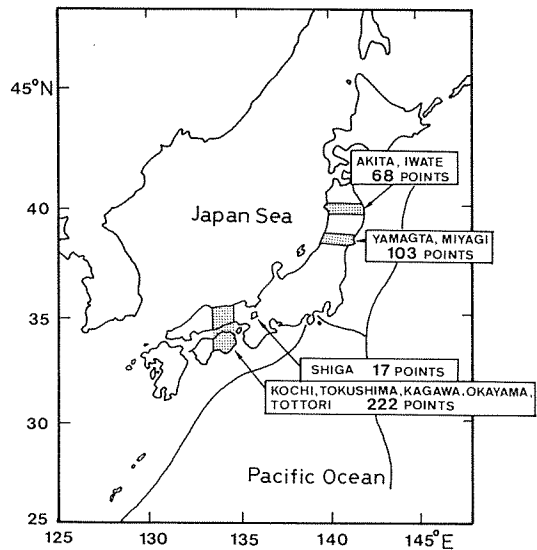 45°N
AKITA, IWATE
68 POINTS
Japan Sea
40
YAMAGTA, MIYAGI
103 POINTS
35
SHIGA 17 POINTS
KOCHI, TOKUSHIMA, KAGAWA, OKAYAMA,
TOTTORI 222 POINTS
30
Pacific Ocean
25
125 130 135 140 145°E